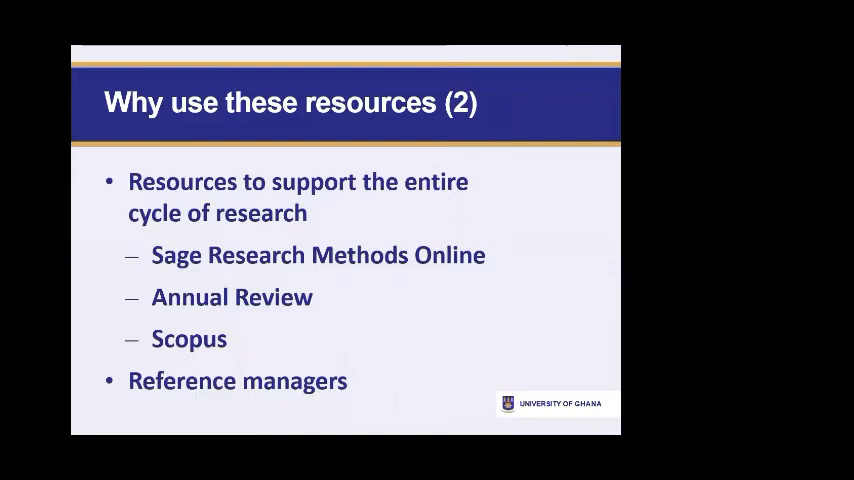 Why use these resources (2)
• Resources to support the entire
cycle of research
– Sage Research Methods Online
– Annual Review
– Scopus
• Reference managers
UNIVERSITY OF GHANA